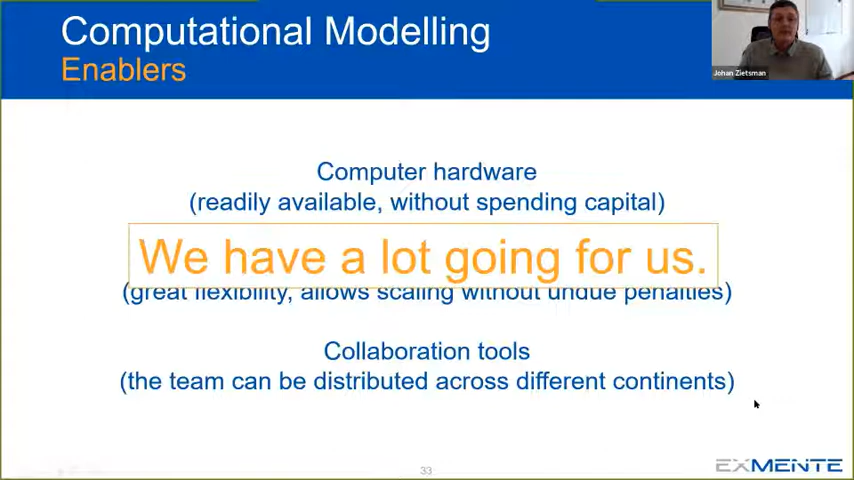 Computational Modelling
Enablers
Johan Zietsman
Computer hardware
(readily available, without spending capital)
We have a lot going for us.
(great flexibility, allows scaling without undue penalties)
Collaboration tools
(the team can be distributed across different continents)
33
EXMENTE